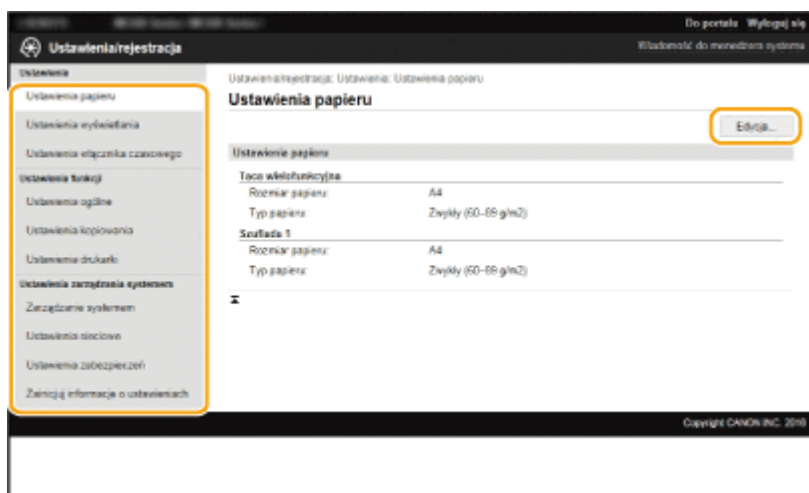 Do portalu Wyloguj się
Ustawienia/rejestracja
Wiadomość do menedżera systemu
Ustawienia
Ustawienia papieru
Ustawienia wyświetlania
Ustawienia włącznika czasowego
Ustawienia funkcji
Ustawienia ogólne
Ustawienia kopiowania
Ustawienia drukarki
Ustawienia zarządzania systemem
Zarządzanie systemem
Ustawienia sieciowe
Ustawienia zabezpieczeń
Zainicjuj informacje o ustawieniach
Ustawienia/rejestracja: Ustawienia: Ustawienia papieru
Ustawienia papieru
Edycja...
Ustawienie papieru
Taca wielofunkcyjna
Rozmiar papieru: A4
Typ papieru: Zwykły (60-89 g/m2)
Szuflada 1
Rozmiar papieru: A4
Typ papieru: Zwykły (60-89 g/m2)
Copyright CANON INC.